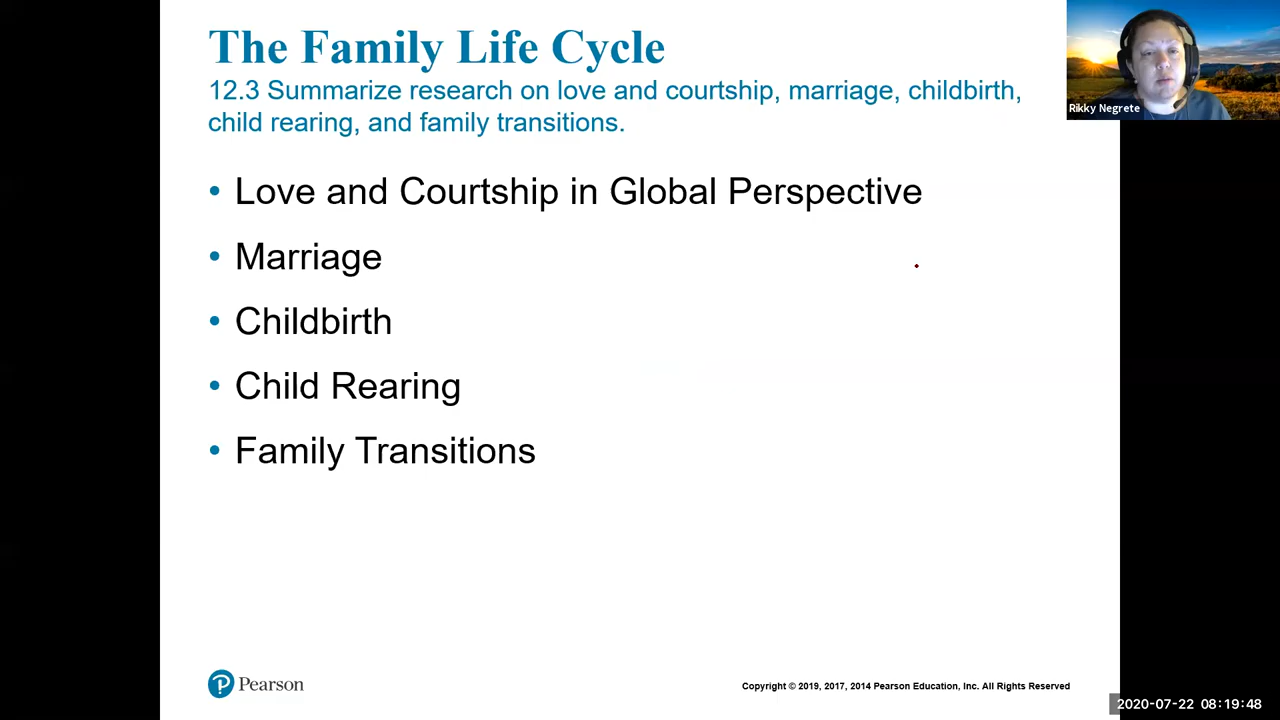 The Family Life Cycle
12.3 Summarize research on love and courtship, marriage, childbirth,
child rearing, and family transitions.
Rikky Negrete
• Love and Courtship in Global Perspective
• Marriage
• Childbirth
• Child Rearing
• Family Transitions
Pearson
Copyright © 2019, 2017, 2014 Pearson Education, Inc. All Rights Reserved
2020-07-22 08:19:48